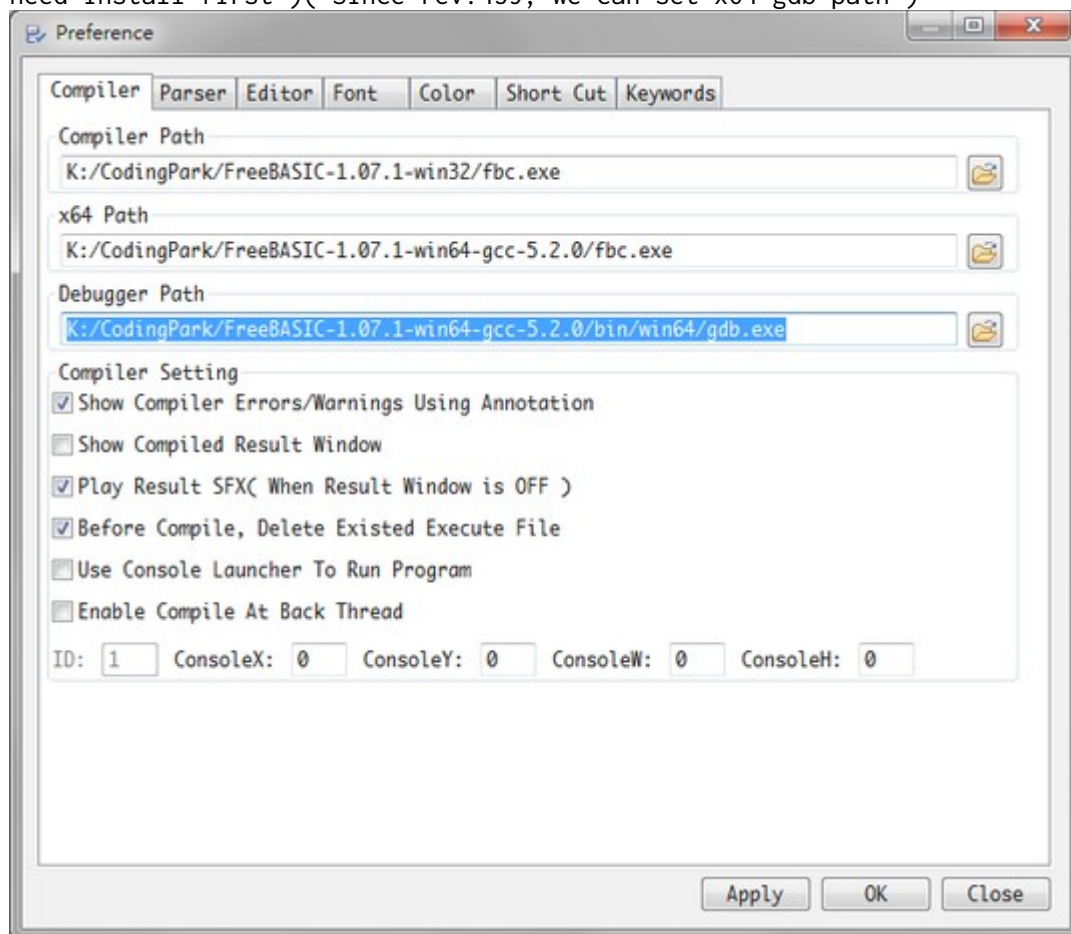 need install first )( Since rev.455, we can set x64 gdb path )
Preference
Compiler Parser Editor Font Color Short Cut Keywords
Compiler Path
K:/CodingPark/FreeBASIC-1.07.1-win32/fbc.exe
x64 Path
K:/CodingPark/FreeBASIC-1.07.1-win64-gcc-5.2.0/fbc.exe
Debugger Path
K:/CodingPark/FreeBASIC-1.07.1-win64-gcc-5.2.0/bin/win64/gdb.exe
Compiler Setting
Show Compiler Errors/Warnings Using Annotation
Show Compiled Result Window
Play Result SFX( When Result Window is OFF )
Before Compile, Delete Existed Execute File
Use Console Launcher To Run Program
Enable Compile At Back Thread
ID: 1 ConsoleX: 0 ConsoleY: 0 ConsoleW: 0 ConsoleH: 0
Apply OK Close